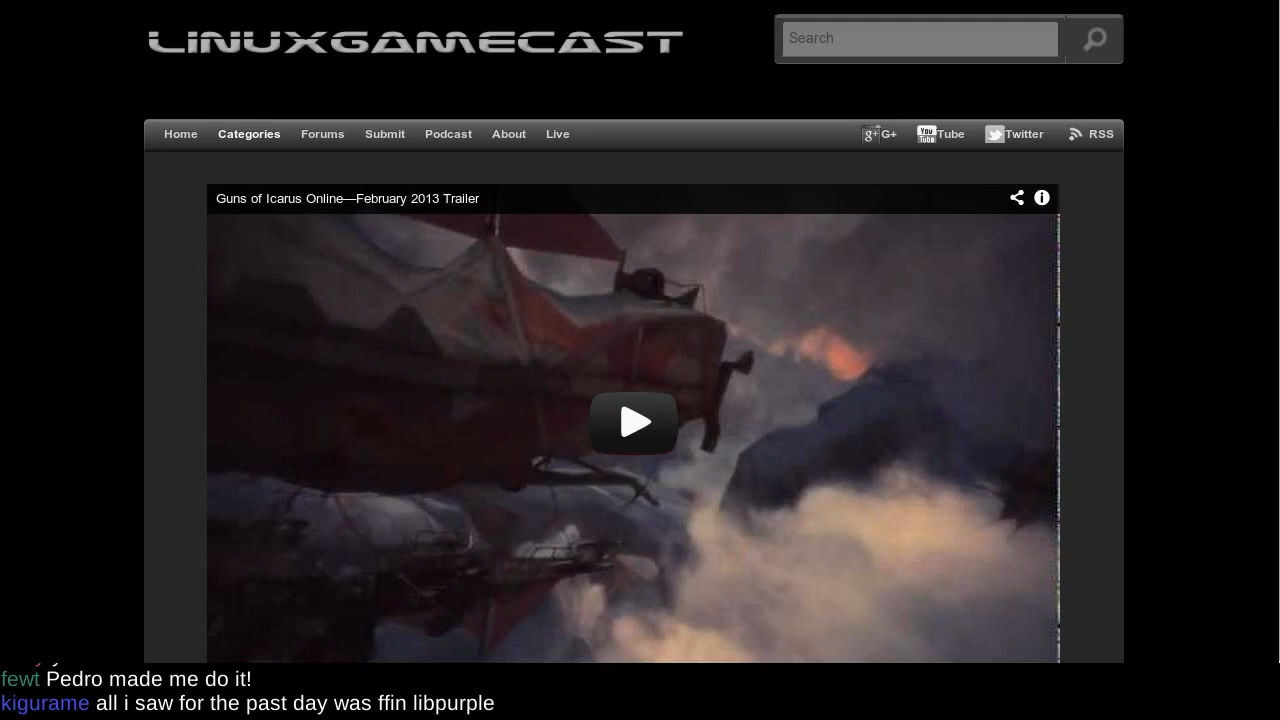 LINUXGAMECAST
Search
Home Categories Forums Submit Podcast About Live G+ YouTube Twitter RSS
Guns of Icarus Online—February 2013 Trailer
fewt Pedro made me do it!
kigurame all i saw for the past day was ffin libpurple